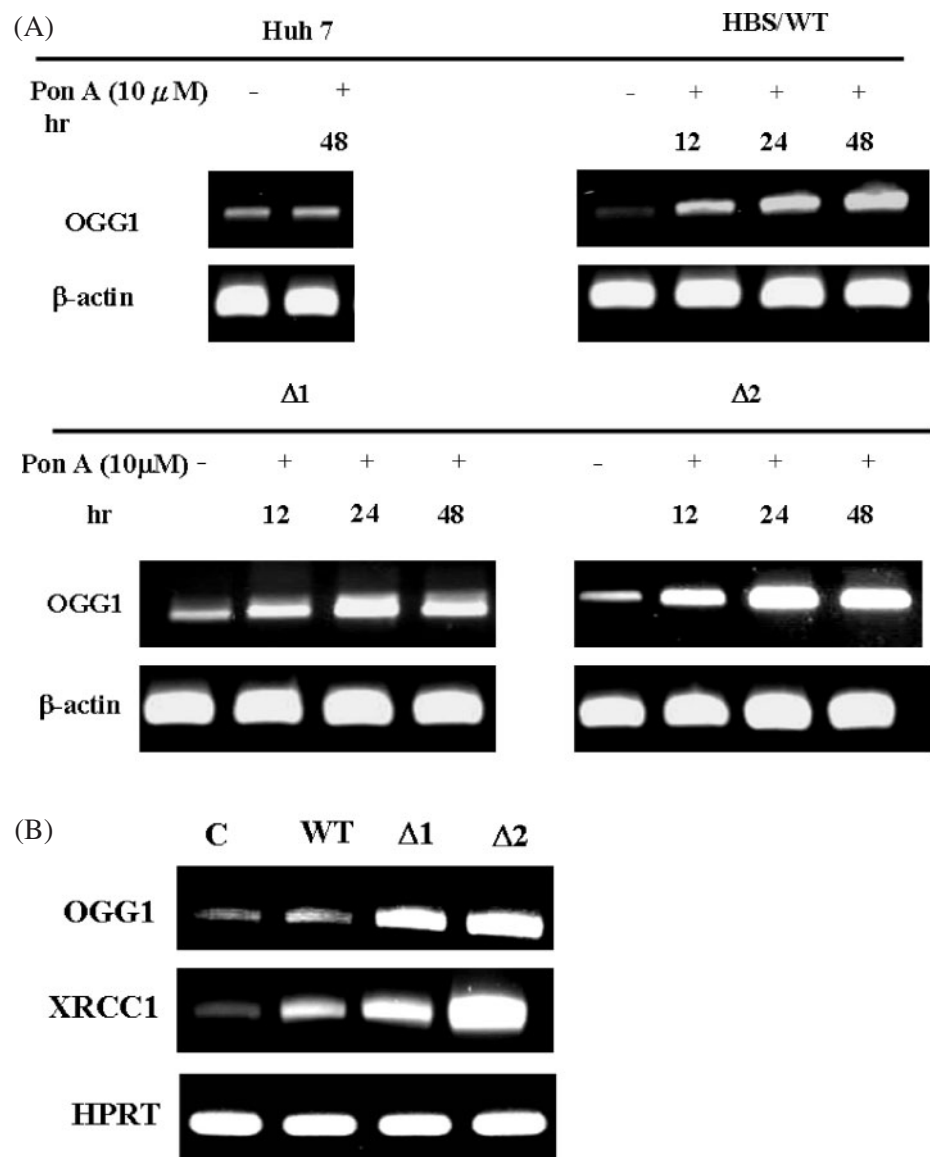 (A)
Huh 7 HBS/WT
Pon A (10 μM) - + - + + +
hr 48 12 24 48
OGG1
β-actin
Δ1 Δ2
Pon A (10μM) - + + + - + + +
hr 12 24 48 12 24 48
OGG1
β-actin
(B)
C WT Δ1 Δ2
OGG1
XRCC1
HPRT